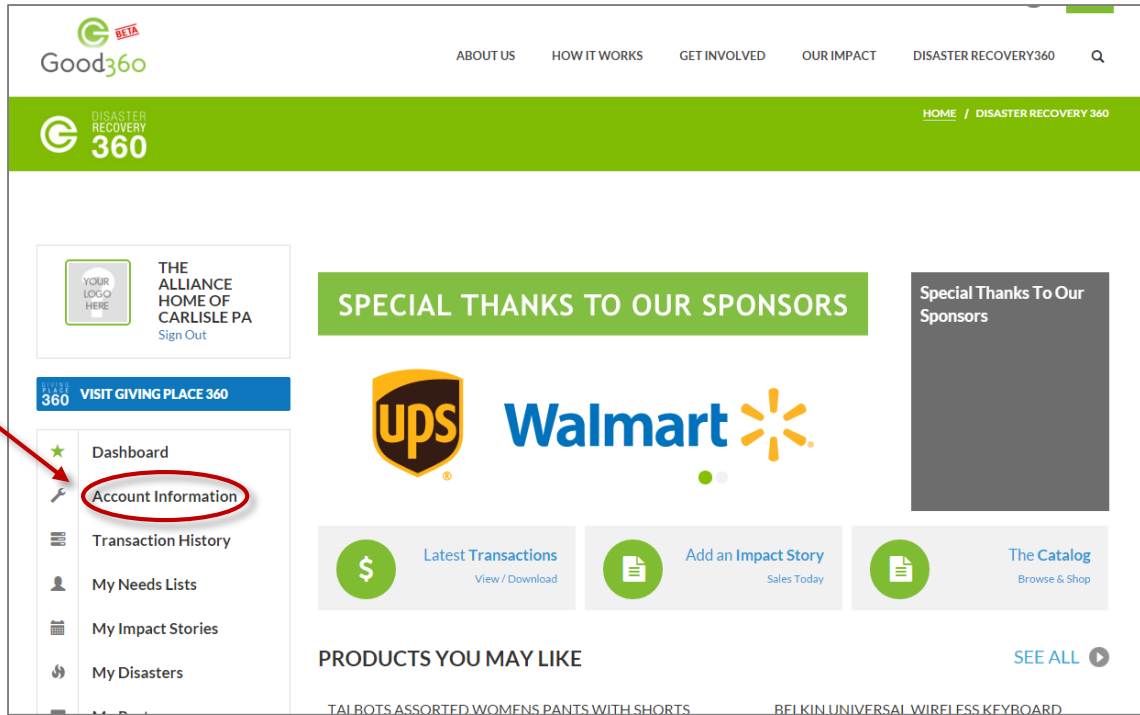 BETA
Good360
ABOUT US HOW IT WORKS GET INVOLVED OUR IMPACT DISASTER RECOVERY360
DISASTER
RECOVERY
360
HOME / DISASTER RECOVERY 360
YOUR
LOGO
HERE
THE
ALLIANCE
HOME OF
CARLISLE PA
Sign Out
GIVING
PLACE
360
VISIT GIVING PLACE 360
Dashboard
Account Information
Transaction History
My Needs Lists
My Impact Stories
My Disasters
SPECIAL THANKS TO OUR SPONSORS
ups
®
Walmart
Special Thanks To Our
Sponsors
$
Latest Transactions
View / Download
Add an Impact Story
Sales Today
The Catalog
Browse & Shop
PRODUCTS YOU MAY LIKE
SEE ALL
TALBOTS ASSORTED WOMENS PANTS WITH SHORTS
BELKIN UNIVERSAL WIRELESS KEYBOARD